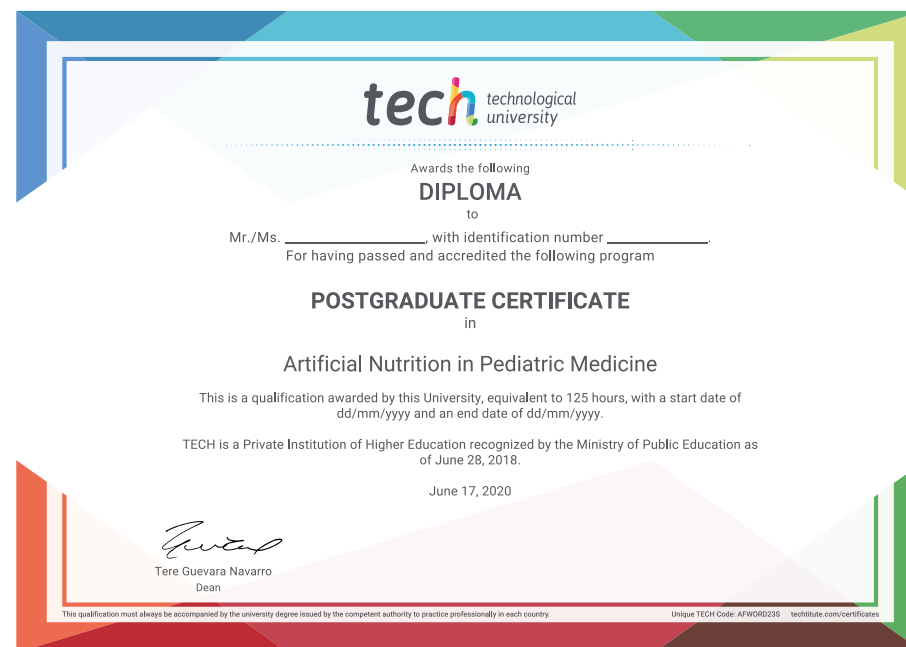 tech technological
university
Awards the following
DIPLOMA
to
Mr./Ms. ____________________, with identification number ______________.
For having passed and accredited the following program
POSTGRADUATE CERTIFICATE
in
Artificial Nutrition in Pediatric Medicine
This is a qualification awarded by this University, equivalent to 125 hours, with a start date of
dd/mm/yyyy and an end date of dd/mm/yyyy.
TECH is a Private Institution of Higher Education recognized by the Ministry of Public Education as
of June 28, 2018.
June 17, 2020
Tere Guevara Navarro
Dean
This qualification must always be accompanied by the university degree issued by the competent authority to practice professionally in each country.
Unique TECH Code: AFWORD23S techtitute.com/certificates